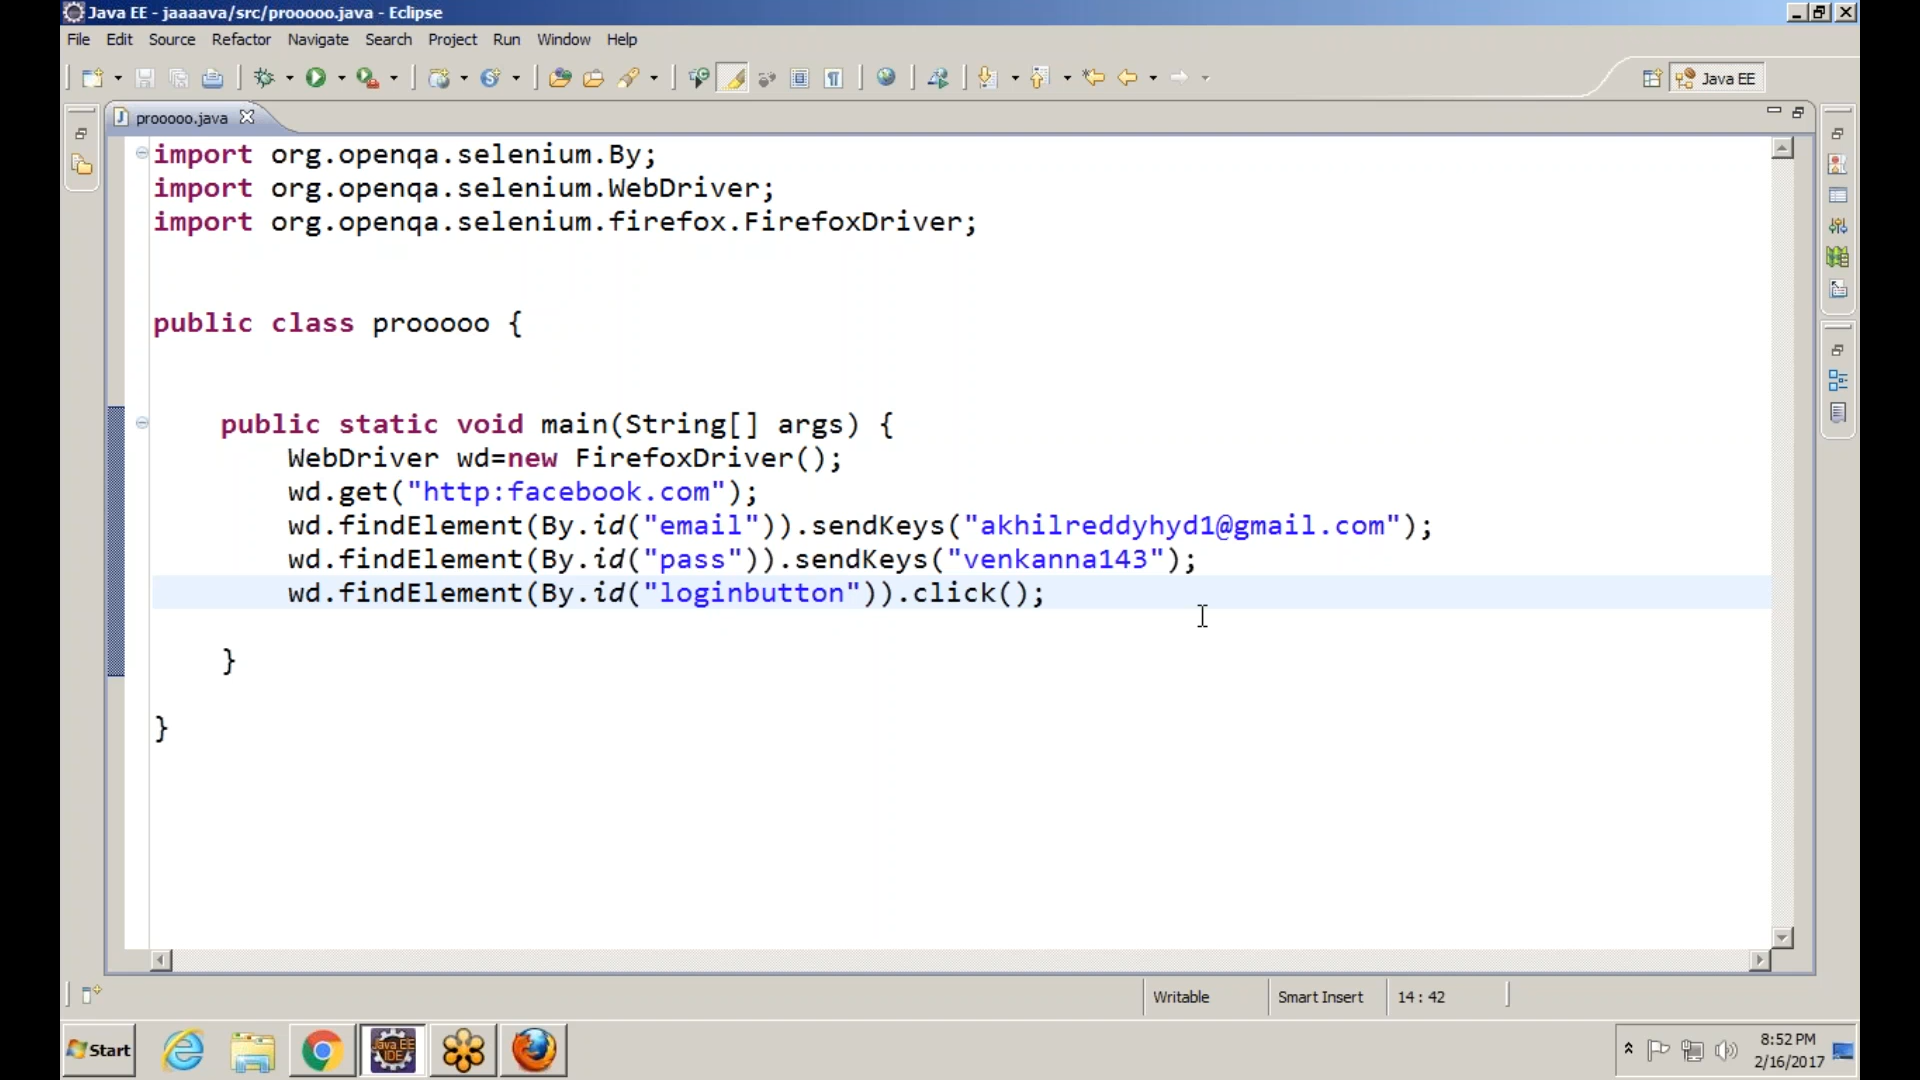 Java EE - jaaaava/src/prooooo.java - Eclipse
File Edit Source Refactor Navigate Search Project Run Window Help
Java EE
prooooo.java
import org.openqa.selenium.By;
import org.openqa.selenium.WebDriver;
import org.openqa.selenium.firefox.FirefoxDriver;
public class prooooo {
public static void main(String[] args) {
WebDriver wd=new FirefoxDriver();
wd.get("http:facebook.com");
wd.findElement(By.id("email")).sendKeys("akhilreddyhyd1@gmail.com");
wd.findElement(By.id("pass")).sendKeys("venkanna143");
wd.findElement(By.id("loginbutton")).click();
}
}
Writable Smart Insert 14 : 42
Start
Java EE
IDE
8:52 PM
2/16/2017